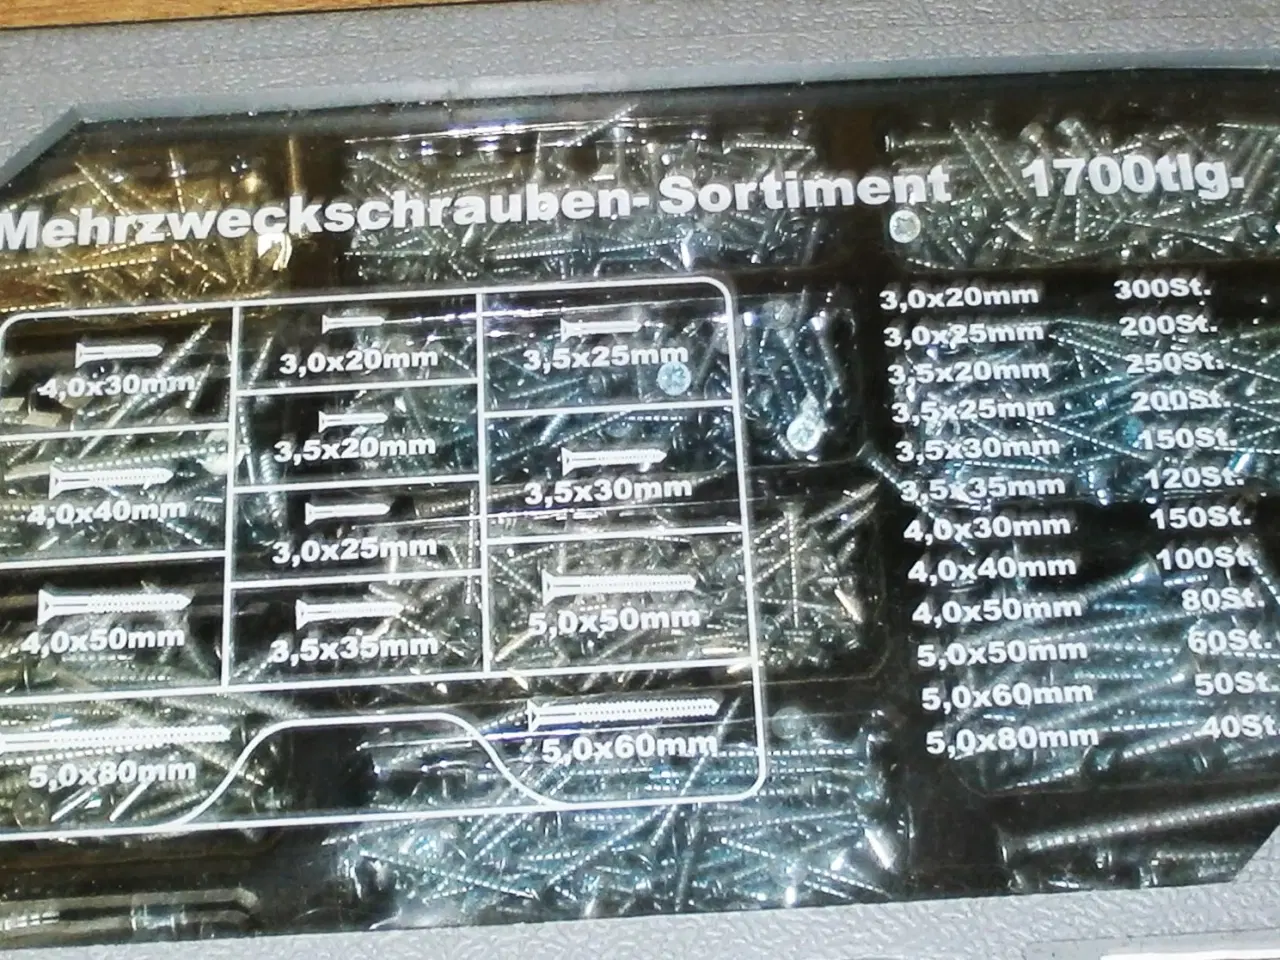 Mehrzweckschrauben-Sortiment 1700tlg.
4,0x30mm
4,0x40mm
4,0x50mm
5,0x80mm
3,0x20mm
3,5x20mm
3,0x25mm
3,5x35mm
3,5x25mm
3,5x30mm
5,0x50mm
5,0x60mm
3,0x20mm 300St.
3,0x25mm 200St.
3,5x20mm 250St.
3,5x25mm 200St.
3,5x30mm 150St.
3,5x35mm 120St.
4,0x30mm 150St.
4,0x40mm 100St.
4,0x50mm 80St.
5,0x50mm 60St.
5,0x60mm 50St.
5,0x80mm 40St